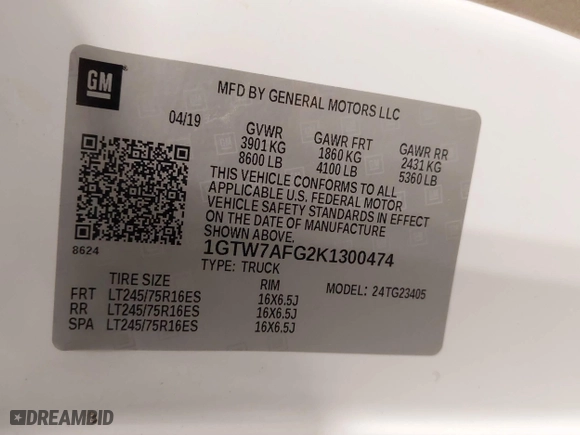 GM
MFD BY GENERAL MOTORS LLC
04/19
GVWR GAWR FRT GAWR RR
3901 KG 1860 KG 2431 KG
8600 LB 4100 LB 5360 LB
THIS VEHICLE CONFORMS TO ALL
APPLICABLE U.S. FEDERAL MOTOR
VEHICLE SAFETY STANDARDS IN EFFECT
ON THE DATE OF MANUFACTURE
SHOWN ABOVE.
8624
1GTW7AFG2K1300474
TYPE: TRUCK
TIRE SIZE RIM MODEL: 24TG23405
FRT LT245/75R16ES 16X6.5J
RR LT245/75R16ES 16X6.5J
SPA LT245/75R16ES 16X6.5J
DREAMBID